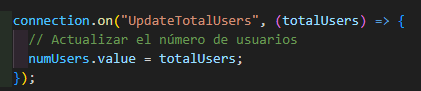 connection.on("UpdateTotalUsers", (totalUsers) => {
  // Actualizar el número de usuarios
  numUsers.value = totalUsers;
});